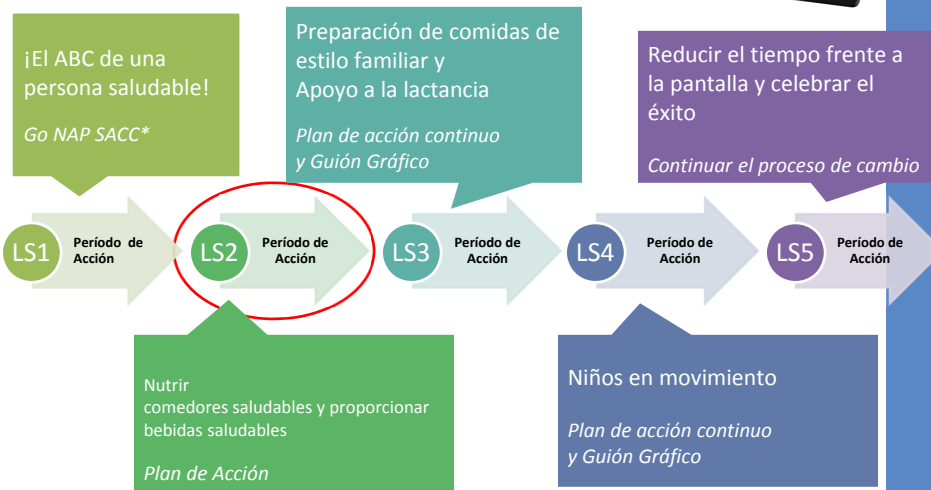 ¡El ABC de una
persona saludable!
Go NAP SACC*
Preparación de comidas de
estilo familiar y
Apoyo a la lactancia
Plan de acción continuo
y Guión Gráfico
Reducir el tiempo frente a
la pantalla y celebrar el
éxito
Continuar el proceso de cambio
LS1
Período de
Acción
LS2
Período de
Acción
LS3
Período de
Acción
LS4
Período de
Acción
LS5
Período de
Acción
Nutrir
comedores saludables y proporcionar
bebidas saludables
Plan de Acción
Niños en movimiento
Plan de acción continuo
y Guión Gráfico